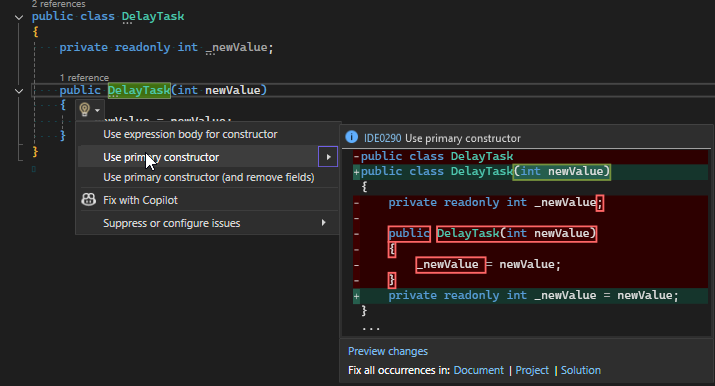 2 references
public class DelayTask
{
private readonly int _newValue;
1 reference
public DelayTask(int newValue)
{
Value = newValue;
}
}
Use expression body for constructor
Use primary constructor
Use primary constructor (and remove fields)
Fix with Copilot
Suppress or configure issues
IDE0290 Use primary constructor
-public class DelayTask
+public class DelayTask(int newValue)
{
- private readonly int _newValue;
-
- public DelayTask(int newValue)
- {
- _newValue = newValue;
- }
+ private readonly int _newValue = newValue;
}
...
Preview changes
Fix all occurrences in: Document | Project | Solution